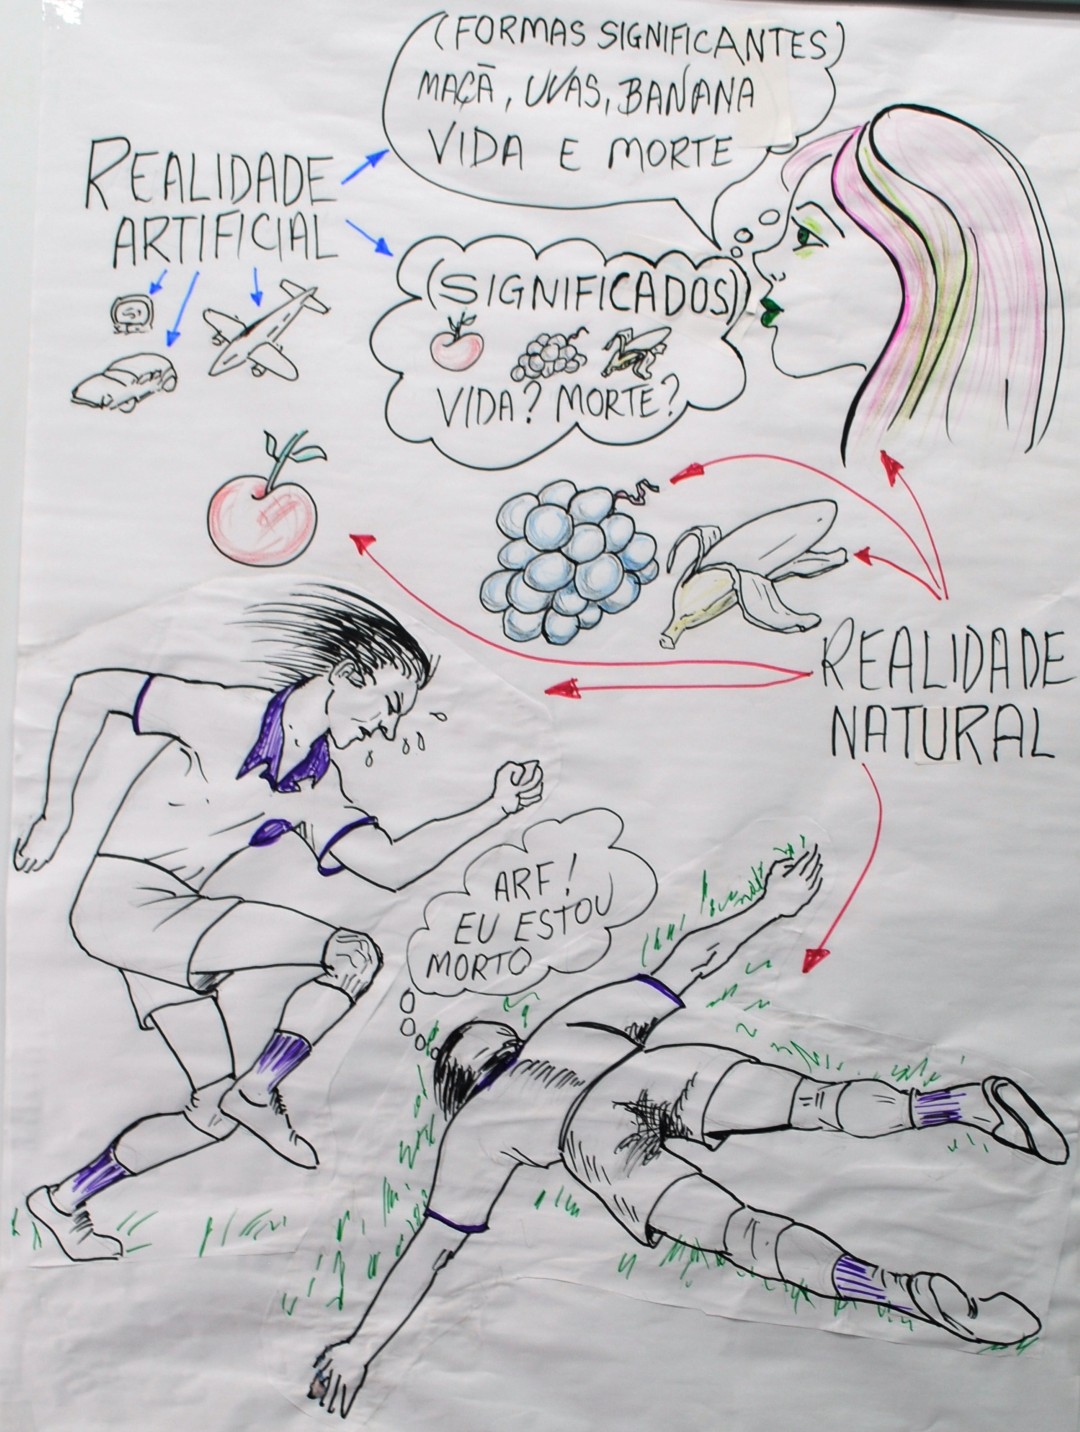 (FORMAS SIGNIFICANTES)
MAÇÃ, UVAS, BANANA
VIDA E MORTE
REALIDADE
ARTIFICIAL
(SIGNIFICADOS)
VIDA? MORTE?
REALIDADE
NATURAL
ARF!
EU ESTOU
MORTO